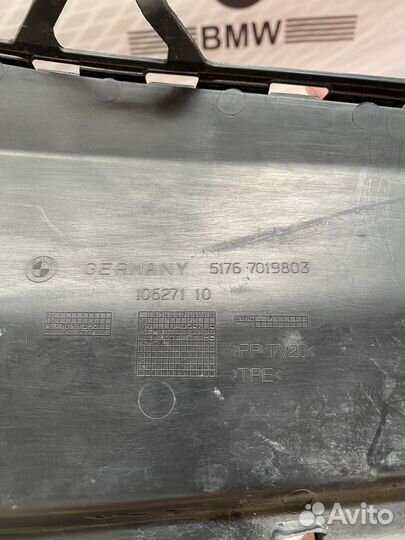 BMW
GERMANY 5176 7019803
106271 10
>PP TV20<
>TPE<
Avito